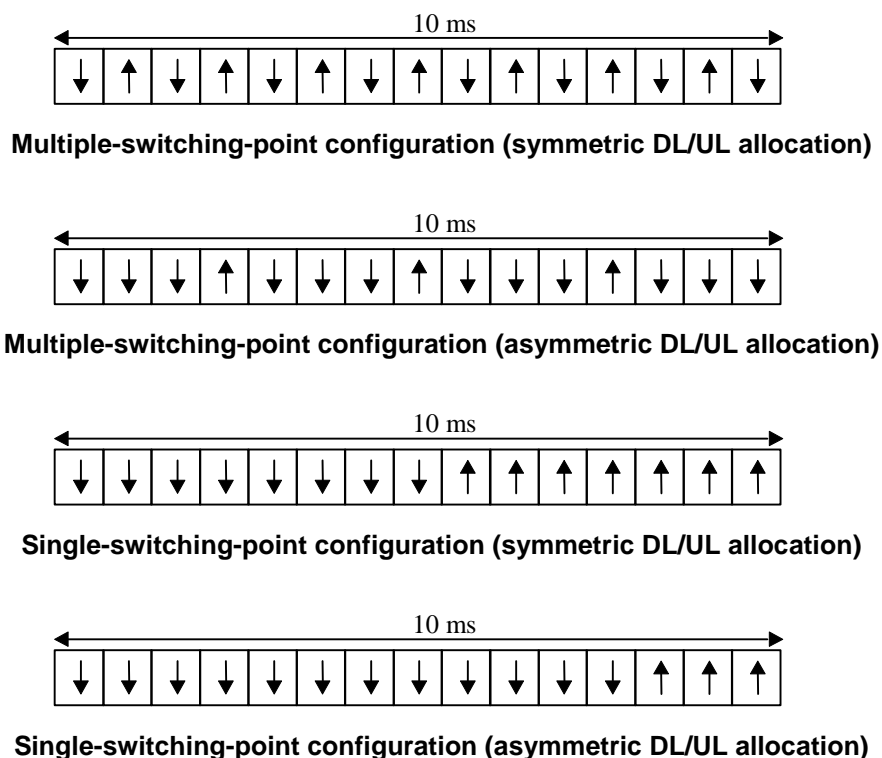 10 ms
Multiple-switching-point configuration (symmetric DL/UL allocation)
10 ms
Multiple-switching-point configuration (asymmetric DL/UL allocation)
10 ms
Single-switching-point configuration (symmetric DL/UL allocation)
10 ms
Single-switching-point configuration (asymmetric DL/UL allocation)